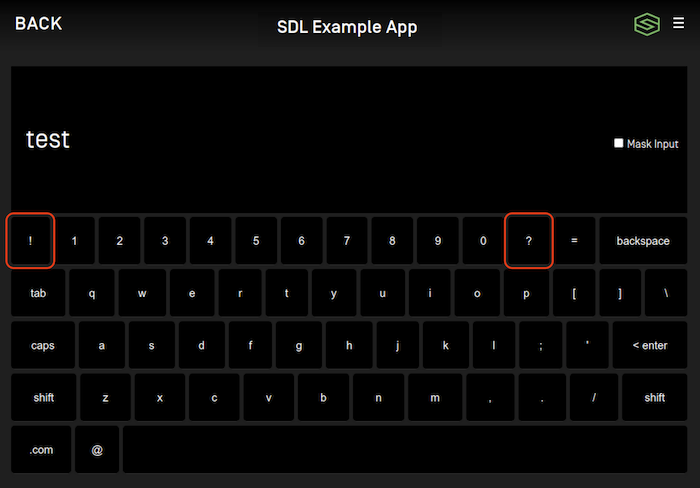 BACK SDL Example App
test
Mask Input
! 1 2 3 4 5 6 7 8 9 0 ? = backspace
tab q w e r t y u i o p [ ] \
caps a s d f g h j k l ; ' < enter
shift z x c v b n m , . / shift
.com @